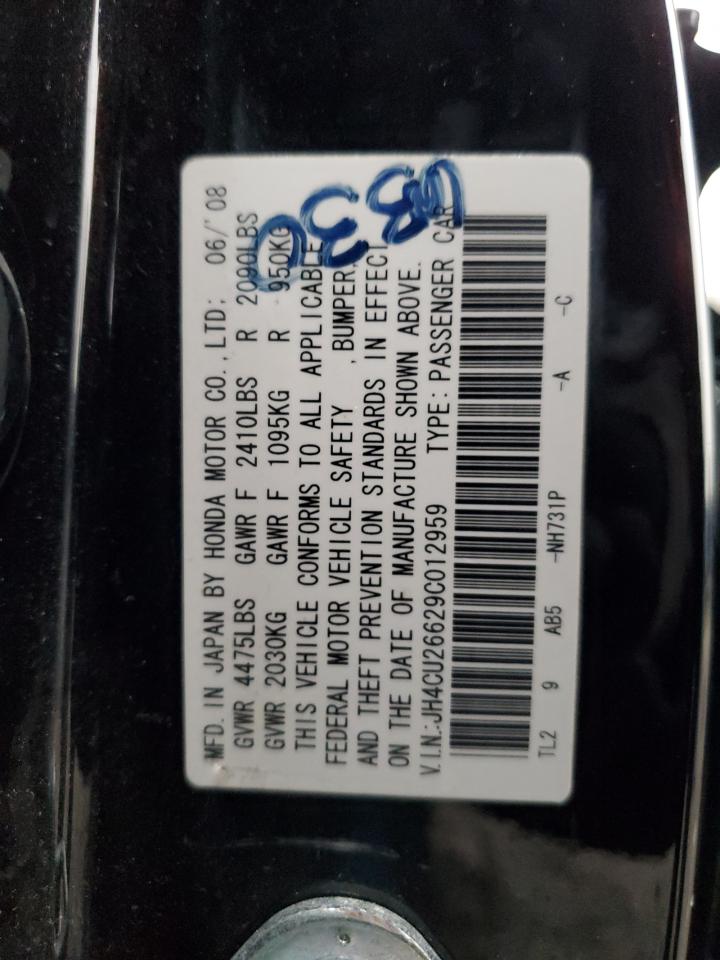 MFD. IN JAPAN BY HONDA MOTOR CO., LTD; 06/'08
GVWR 4475LBS GAWR F 2410LBS R 2090LBS
GVWR 2030KG GAWR F 1095KG R 950KG
THIS VEHICLE CONFORMS TO ALL APPLICABLE
FEDERAL MOTOR VEHICLE SAFETY , BUMPER,
AND THEFT PREVENTION STANDARDS IN EFFECT
ON THE DATE OF MANUFACTURE SHOWN ABOVE.
V.I.N.:JH4CU26629C012959 TYPE: PASSENGER CAR
TL2 9 AB5 -NH731P -A -C